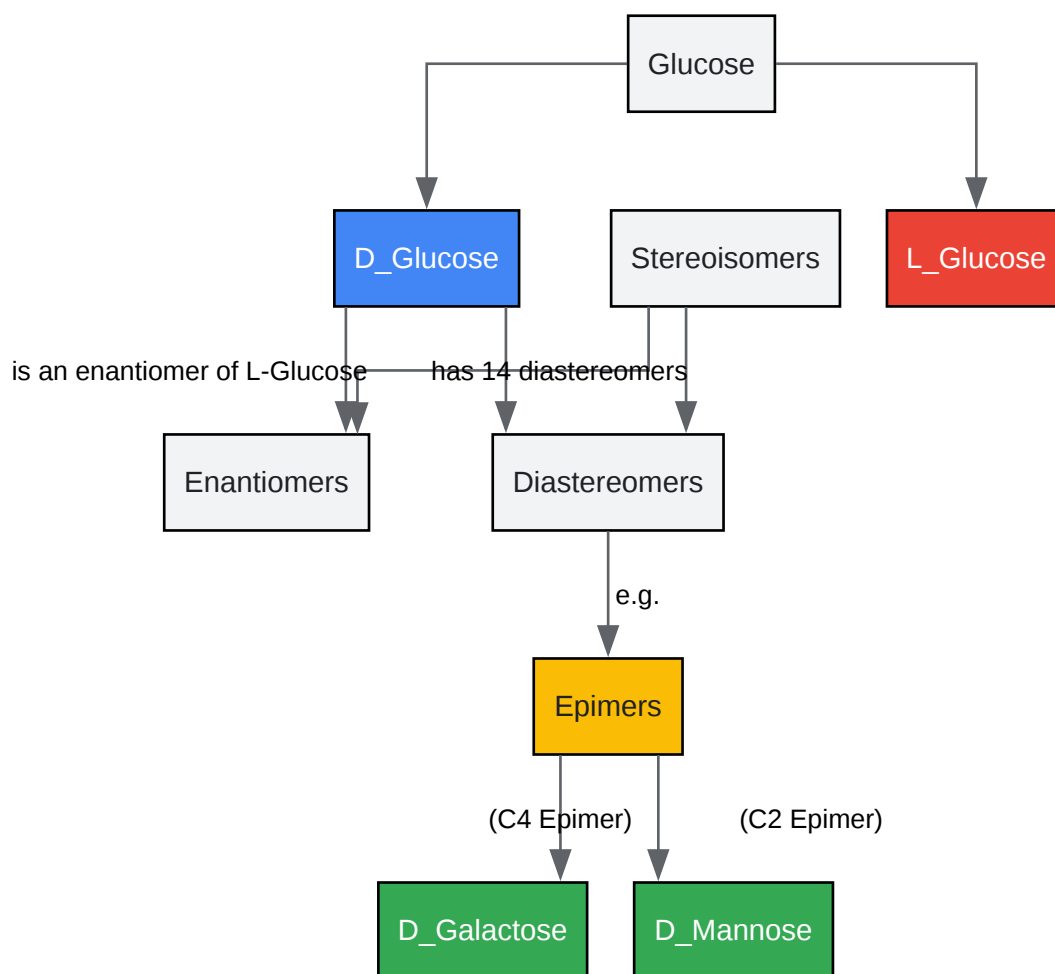 Glucose
D_Glucose
Stereoisomers
L_Glucose
is an enantiomer of L-Glucose
has 14 diastereomers
Enantiomers
Diastereomers
e.g.
Epimers
(C4 Epimer)
(C2 Epimer)
D_Galactose
D_Mannose